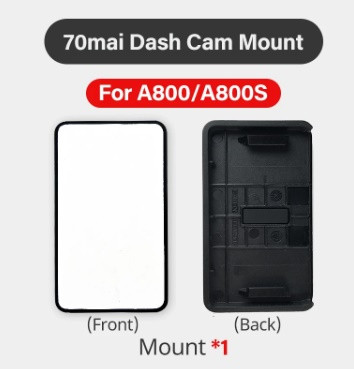 70mai Dash Cam Mount
For A800/A800S
(Front)
(Back)
Mount *1